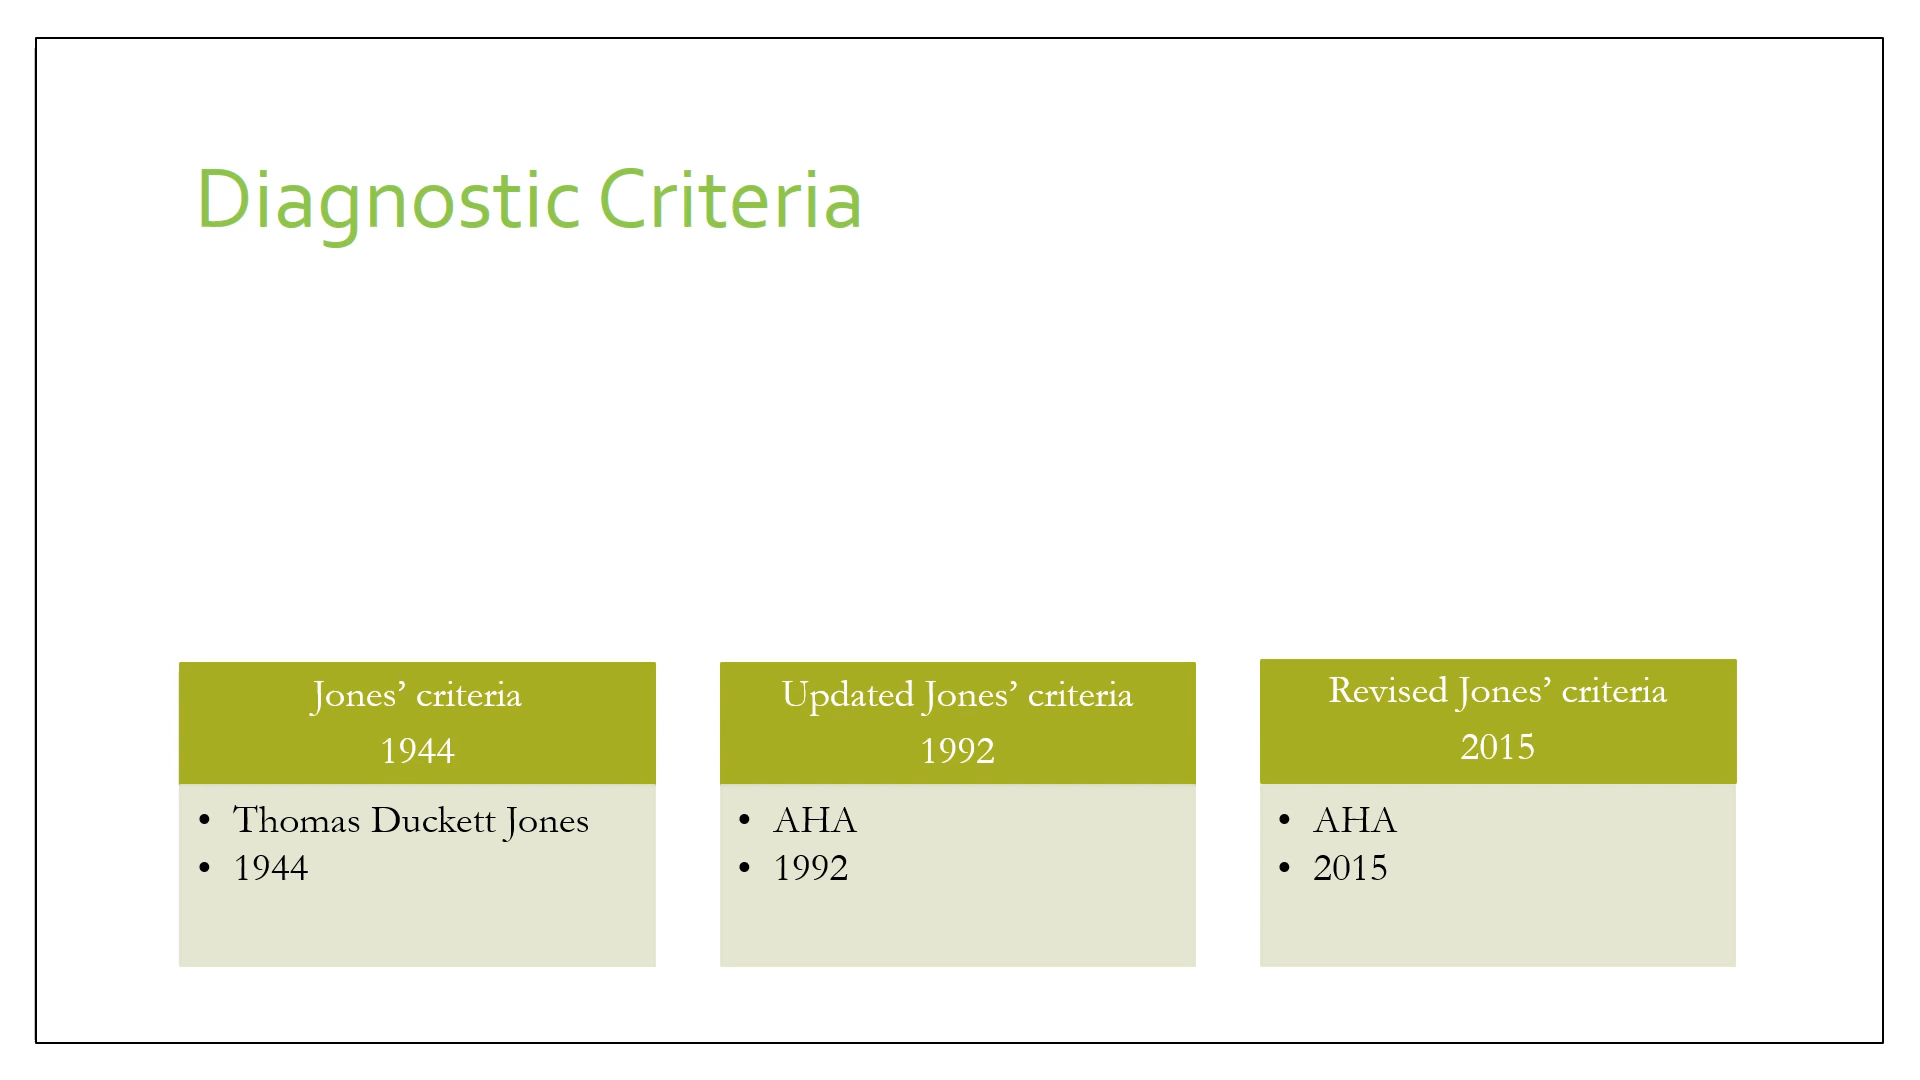 Diagnostic Criteria
Jones’ criteria
1944
• Thomas Duckett Jones
• 1944
Updated Jones’ criteria
1992
• AHA
• 1992
Revised Jones’ criteria
2015
• AHA
• 2015